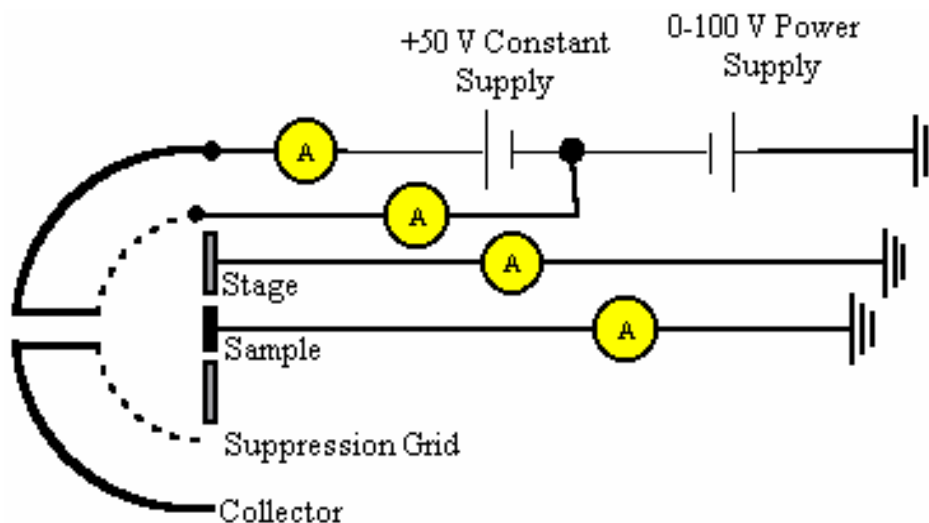 +50 V Constant
Supply
0-100 V Power
Supply
A
A
A
Stage
A
Sample
Suppression Grid
Collector